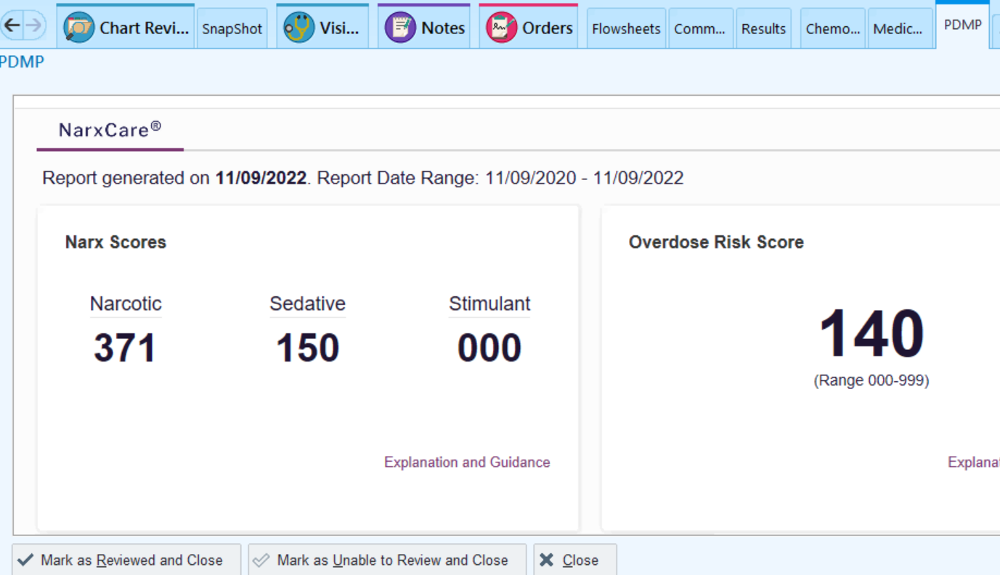 Chart Revi... SnapShot Visi... Notes Orders Flowsheets Comm... Results Chemo... Medic... PDMP
PDMP
NarxCare®
Report generated on 11/09/2022. Report Date Range: 11/09/2020 - 11/09/2022
Narx Scores
Narcotic Sedative Stimulant
371 150 000
Explanation and Guidance
Overdose Risk Score
140
(Range 000-999)
Explana
Mark as Reviewed and Close Mark as Unable to Review and Close Close